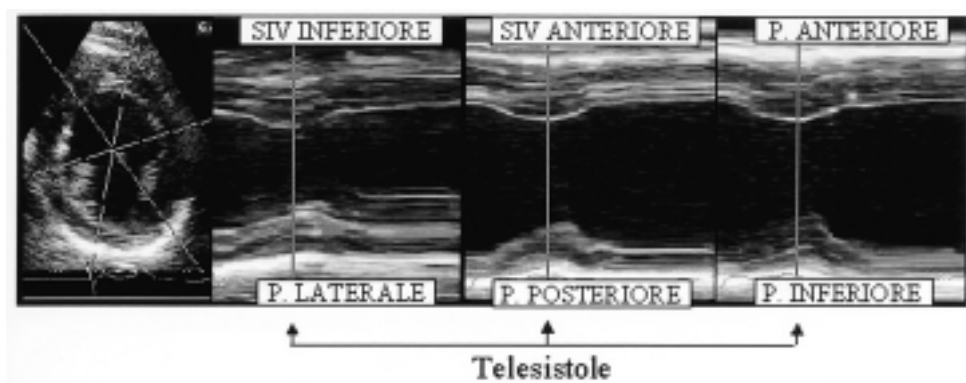 SIV INFERIORE
SIV ANTERIORE
P. ANTERIORE
P. LATERALE
P. POSTERIORE
P. INFERIORE
Telesistole